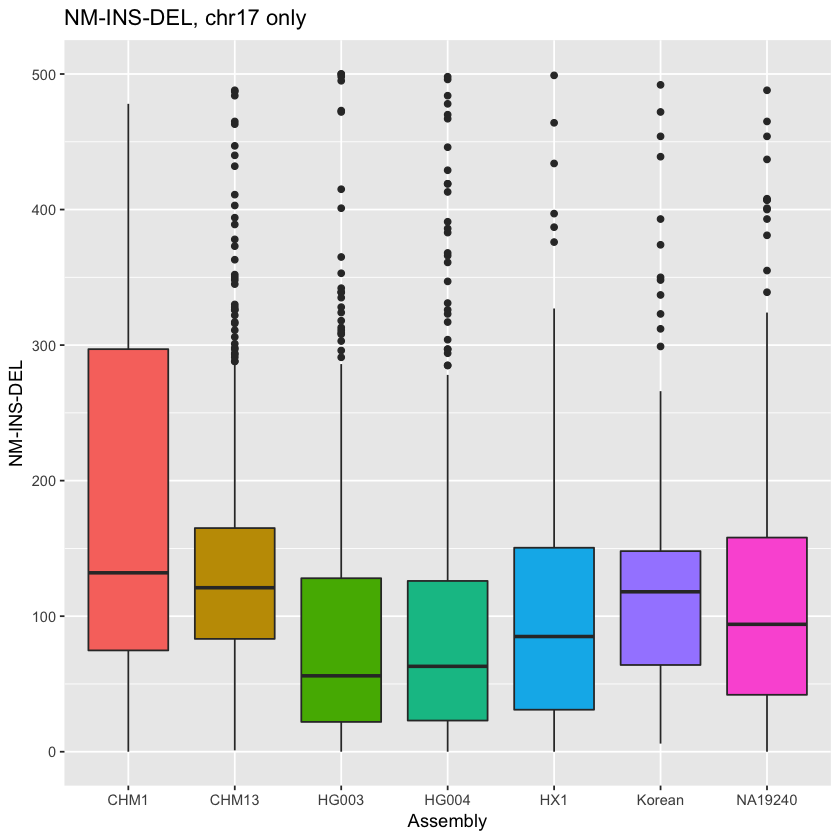 NM-INS-DEL, chr17 only
500
400
300
200
100
0
NM-INS-DEL
CHM1 CHM13 HG003 HG004 HX1 Korean NA19240
Assembly